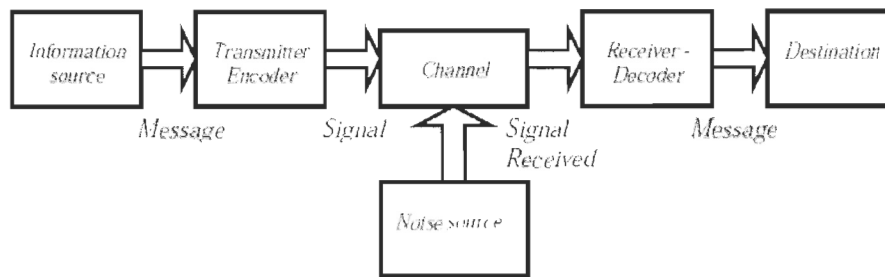 Information
source
Transmitter
Encoder
Channel
Receiver -
Decoder
Destination
Message
Signal
Signal
Received
Message
Noise source